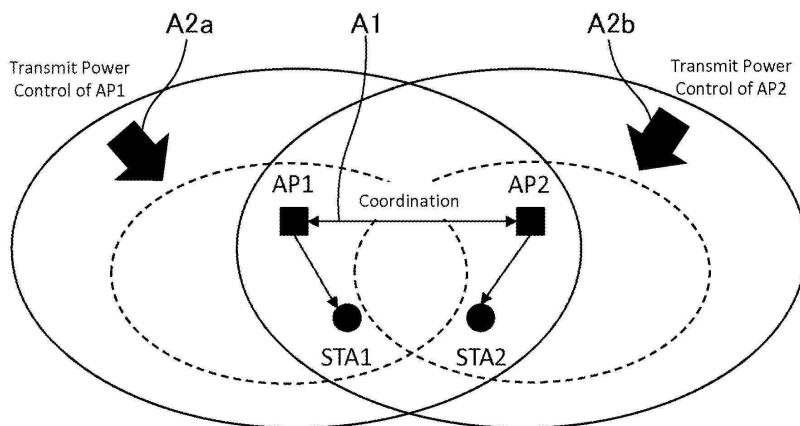 A2a
A1
A2b
Transmit Power
Control of AP1
Transmit Power
Control of AP2
AP1
AP2
Coordination
STA1
STA2